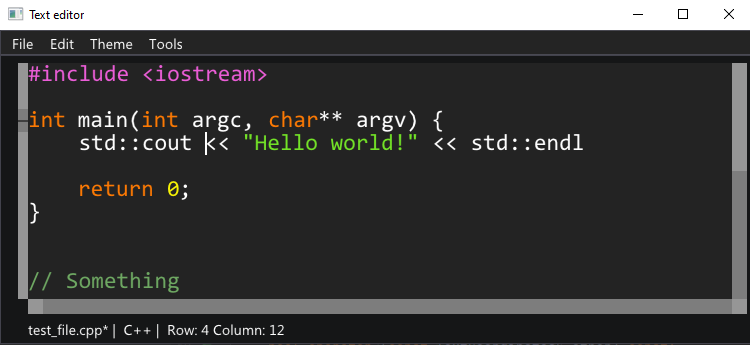 Text editor
File Edit Theme Tools
#include <iostream>
int main(int argc, char** argv) {
    std::cout << "Hello world!" << std::endl
    return 0;
}
// Something
test_file.cpp* | C++ | Row: 4 Column: 12